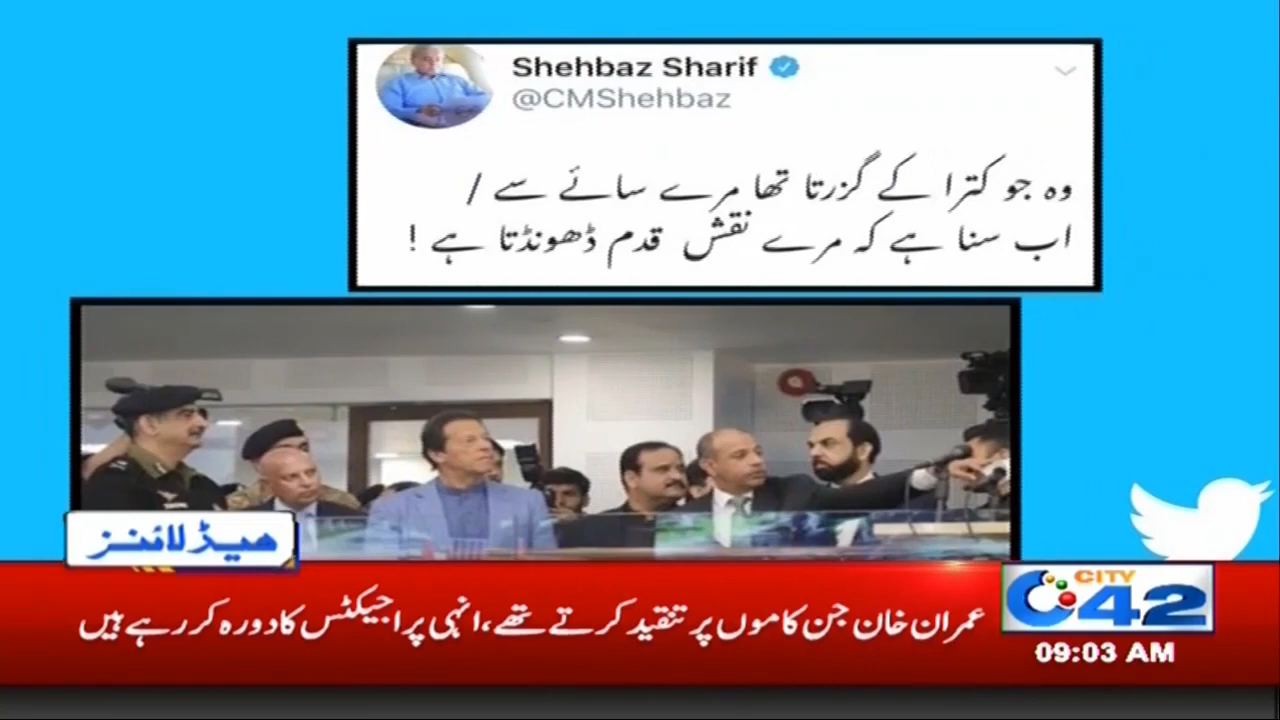 Shehbaz Sharif
@CMShehbaz
وہ جو کترا کے گزرتا تھا مرے سائے سے /
اب سنا ہے کہ مرے نقش قدم ڈھونڈتا ہے !
ہیڈلائنز
عمران خان جن کاموں پر تنقید کرتے تھے، انہی پراجیکٹس کا دورہ کر رہے ہیں
CITY
42
09:03 AM